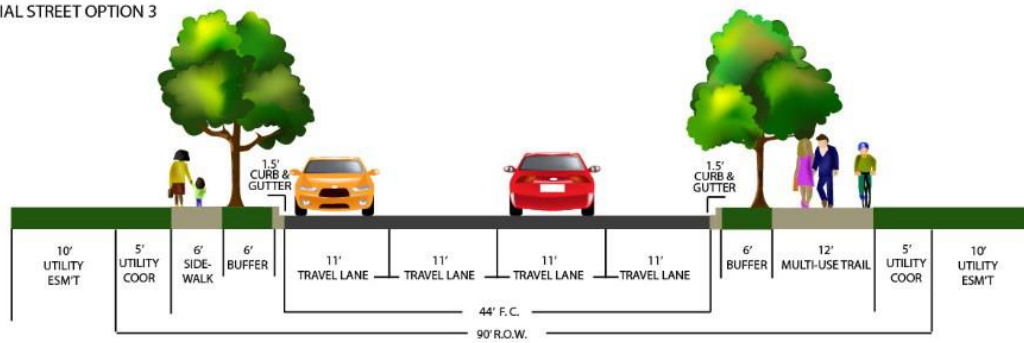 IAL STREET OPTION 3
1.5'
CURB &
GUTTER
1.5'
CURB &
GUTTER
10'
UTILITY
ESM'T
5'
UTILITY
COOR
6'
SIDE-
WALK
6'
BUFFER
11'
TRAVEL LANE
11'
TRAVEL LANE
11'
TRAVEL LANE
11'
TRAVEL LANE
6'
BUFFER
12'
MULTI-USE TRAIL
5'
UTILITY
COOR
10'
UTILITY
ESM'T
44' F.C.
90' R.O.W.